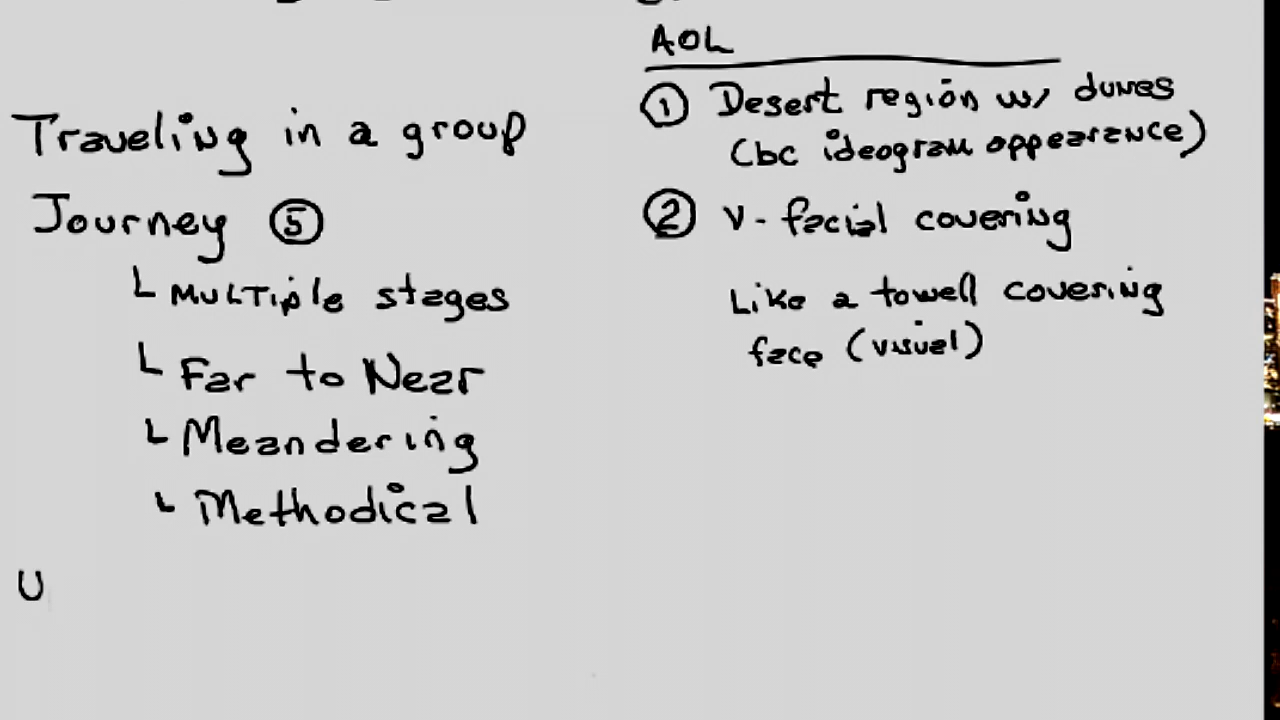 Traveling in a group
Journey ⑤
└ Multiple stages
└ Far to Near
└ Meandering
└ Methodical
U
AOL
① Desert region w/ dunes
(bc ideogram appearence)
② V - facial covering
Like a towell covering
face (visual)